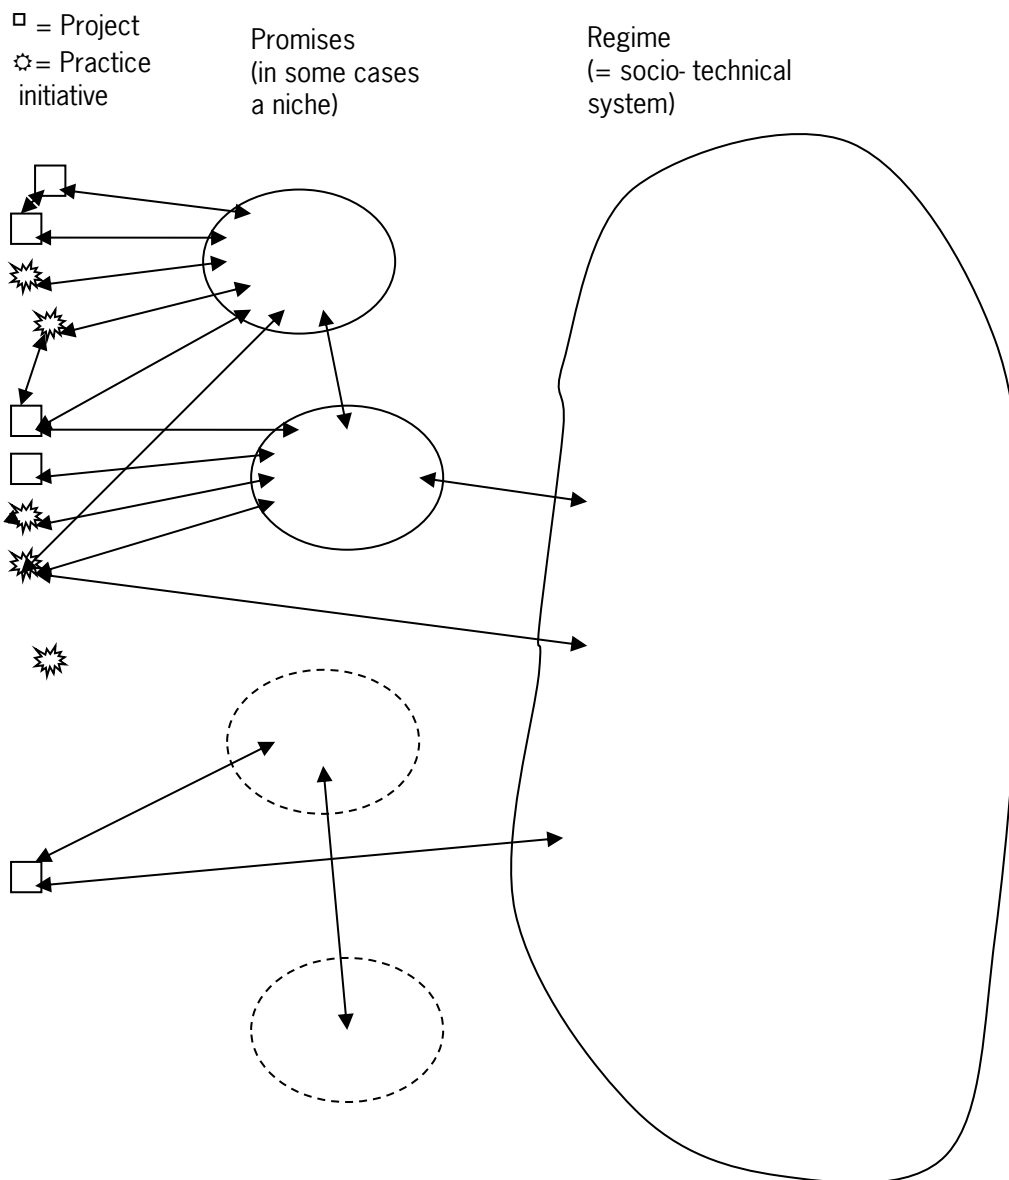 = Project
= Practice
initiative
Promises
(in some cases
a niche)
Regime
(= socio- technical
system)